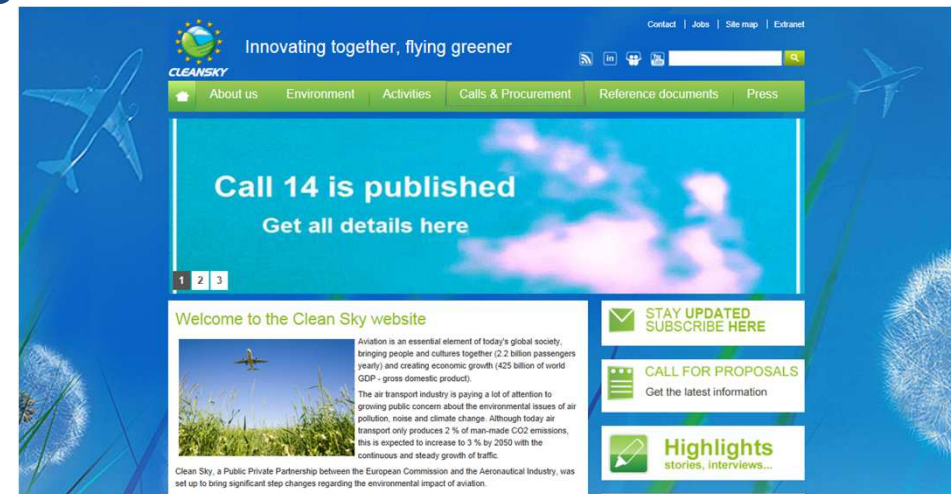 Contact | Jobs | Site map | Extranet
Innovating together, flying greener
CLEANSKY
About us Environment Activities Calls & Procurement Reference documents Press
Call 14 is published
Get all details here
1 2 3
Welcome to the Clean Sky website
Aviation is an essential element of today's global society,
bringing people and cultures together (2.2 billion passengers
yearly) and creating economic growth (425 billion of world
GDP - gross domestic product).
The air transport industry is paying a lot of attention to
growing public concern about the environmental issues of air
pollution, noise and climate change. Although today air
transport only produces 2 % of man-made CO2 emissions,
this is expected to increase to 3 % by 2050 with the
continuous and steady growth of traffic.
Clean Sky, a Public Private Partnership between the European Commission and the Aeronautical Industry, was
set up to bring significant step changes regarding the environmental impact of aviation.
STAY UPDATED
SUBSCRIBE HERE
CALL FOR PROPOSALS
Get the latest information
Highlights
stories, interviews...